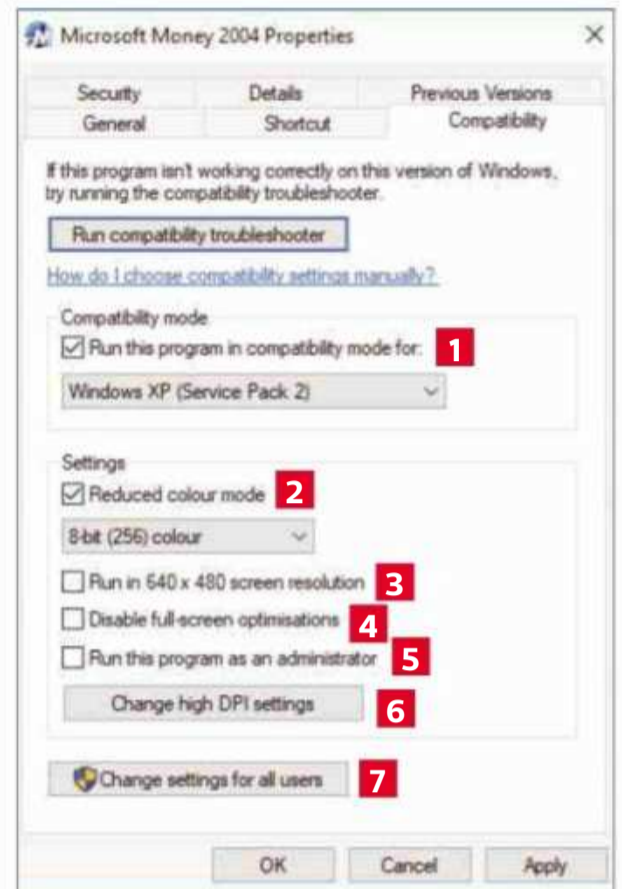 Microsoft Money 2004 Properties
Security Details Previous Versions
General Shortcut Compatibility
If this program isn't working correctly on this version of Windows,
try running the compatibility troubleshooter.
Run compatibility troubleshooter
How do I choose compatibility settings manually?
Compatibility mode
Run this program in compatibility mode for: 1
Windows XP (Service Pack 2)
Settings
Reduced colour mode 2
8-bit (256) colour
Run in 640 x 480 screen resolution 3
Disable full-screen optimisations 4
Run this program as an administrator 5
Change high DPI settings 6
Change settings for all users 7
OK Cancel Apply